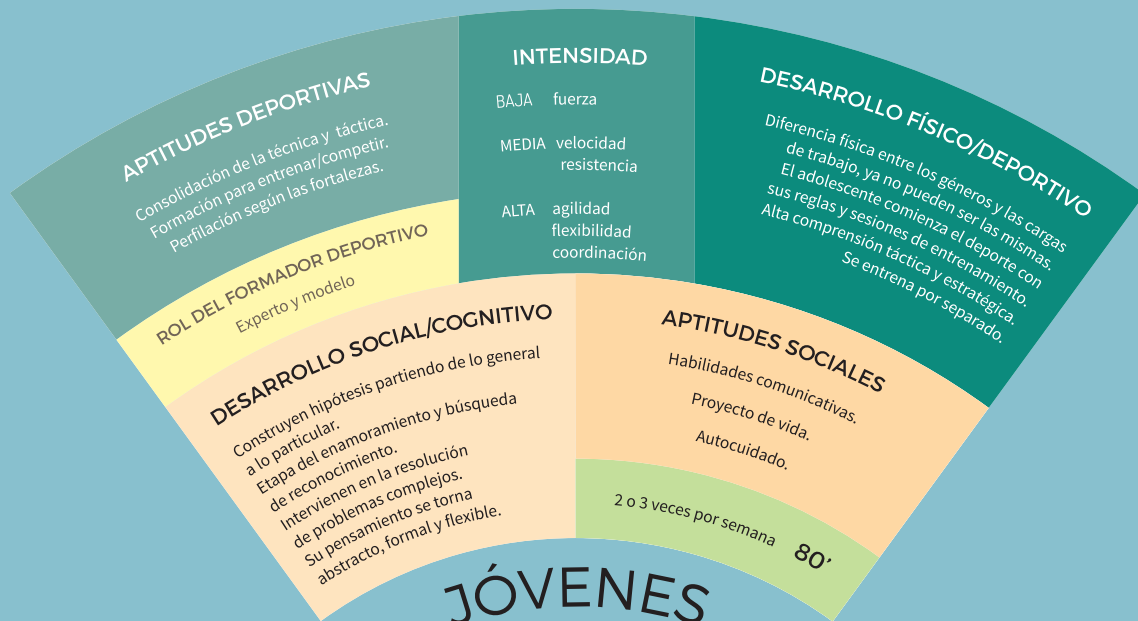 APTITUDES DEPORTIVAS
Consolidación de la técnica y táctica.
Formación para entrenar/competir.
Perfilación según las fortalezas.
ROL DEL FORMADOR DEPORTIVO
Experto y modelo
INTENSIDAD
BAJA fuerza
MEDIA velocidad
resistencia
ALTA agilidad
flexibilidad
coordinación
DESARROLLO FÍSICO/DEPORTIVO
Diferencia física entre los géneros y las cargas
de trabajo, ya no pueden ser las mismas.
El adolescente comienza el deporte con
sus reglas y sesiones de entrenamiento.
Alta comprensión táctica y estratégica.
Se entrena por separado.
DESARROLLO SOCIAL/COGNITIVO
Construyen hipótesis partiendo de lo general
a lo particular.
Etapa del enamoramiento y búsqueda
de reconocimiento.
Intervienen en la resolución
de problemas complejos.
Su pensamiento se torna
abstracto, formal y flexible.
APTITUDES SOCIALES
Habilidades comunicativas.
Proyecto de vida.
Autocuidado.
2 o 3 veces por semana 80’
JÓVENES